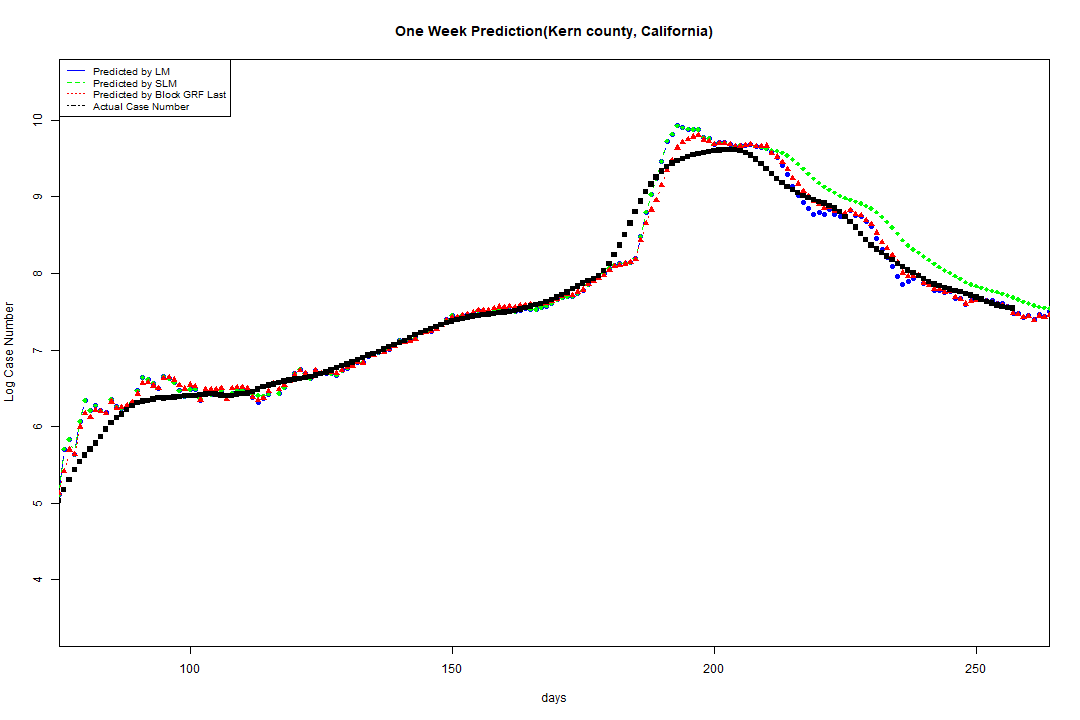 One Week Prediction(Kern county, California)
Predicted by LM
Predicted by SLM
Predicted by Block GRF Last
Actual Case Number
10
9
8
7
6
5
4
Log Case Number
100 150 200 250
days